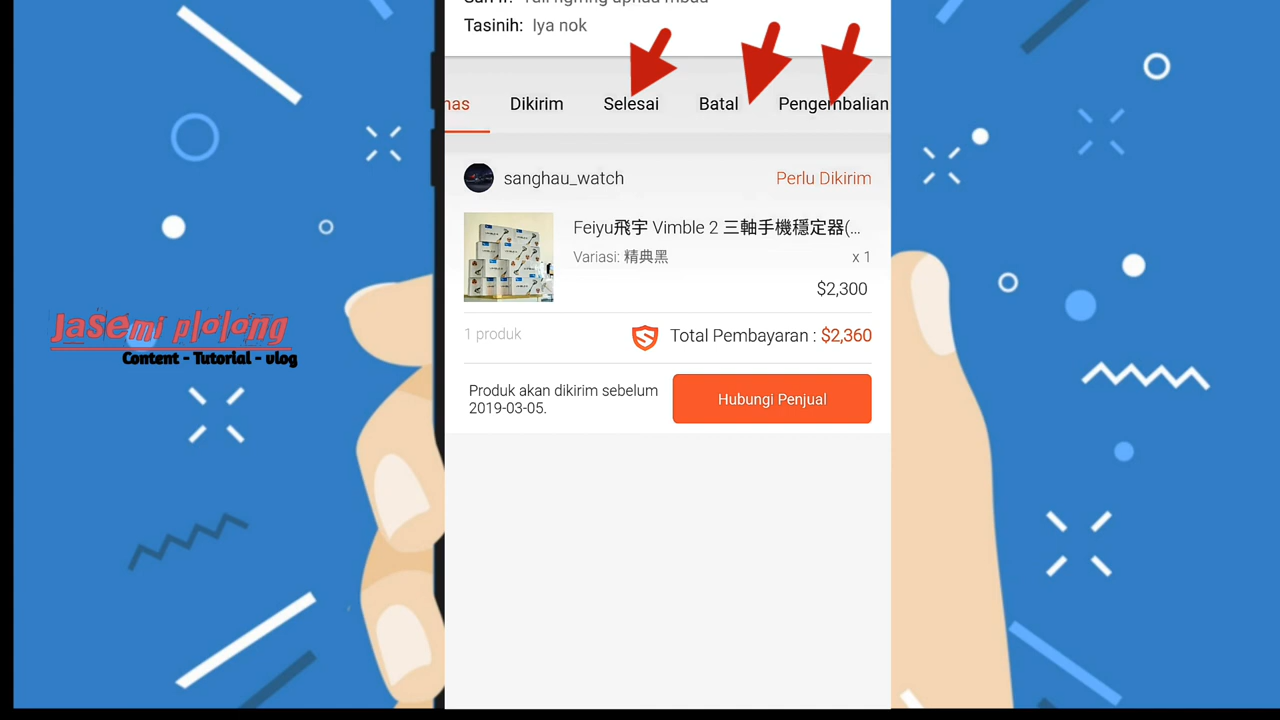 Tasinih: Iya nok
nas Dikirim Selesai Batal Pengembalian
sanghau_watch Perlu Dikirim
Feiyu飛宇 Vimble 2 三軸手機穩定器(...
Variasi: 精典黑 x 1
$2,300
1 produk Total Pembayaran : $2,360
Produk akan dikirim sebelum
2019-03-05.
Hubungi Penjual
Jasemi plolong
Content - Tutorial - vlog